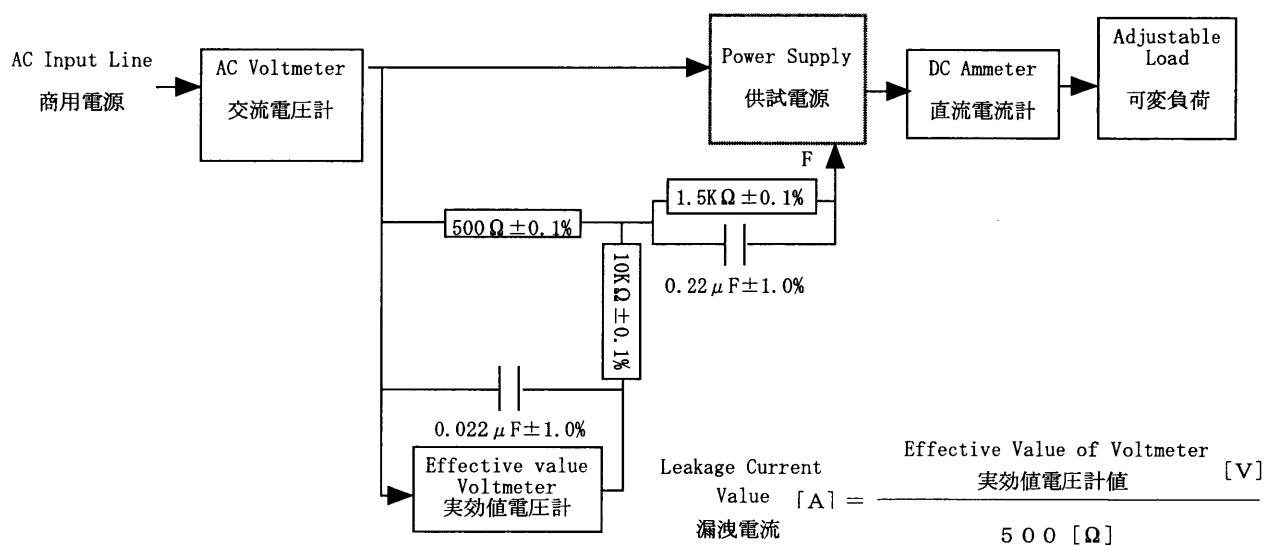 AC Input Line
商用電源
AC Voltmeter
交流電圧計
Power Supply
供試電源
DC Ammeter
直流電流計
Adjustable
Load
可変負荷
F
1.5KΩ±0.1%
500Ω±0.1%
0.22μF±1.0%
10KΩ±0.1%
0.022μF±1.0%
Effective value
Voltmeter
実効値電圧計
Leakage Current
Value
漏洩電流
[A] =
Effective Value of Voltmeter
実効値電圧計値
[V]
500 [Ω]